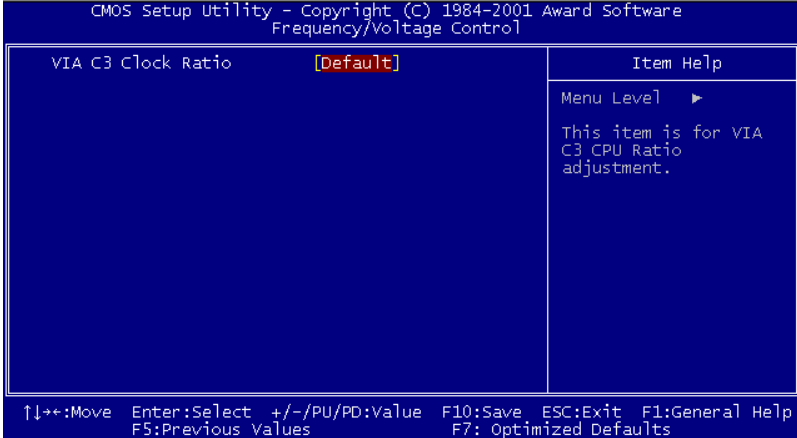 CMOS Setup Utility - Copyright (C) 1984-2001 Award Software
Frequency/Voltage Control
VIA C3 Clock Ratio [Default]
Item Help
Menu Level ►
This item is for VIA
C3 CPU Ratio
adjustment.
↑↓→←:Move Enter:Select +/-/PU/PD:Value F10:Save ESC:Exit F1:General Help
F5:Previous Values F7: Optimized Defaults